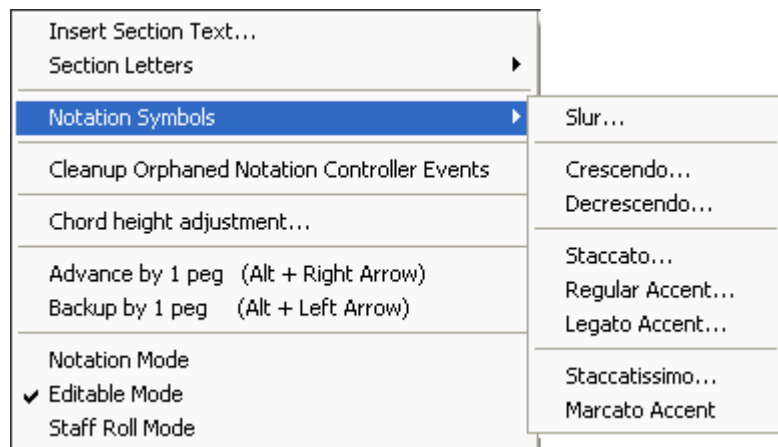 Insert Section Text...
Section Letters
Notation Symbols
Cleanup Orphaned Notation Controller Events
Chord height adjustment...
Advance by 1 peg (Alt + Right Arrow)
Backup by 1 peg (Alt + Left Arrow)
Notation Mode
Editable Mode
Staff Roll Mode
Slur...
Crescendo...
Decrescendo...
Staccato...
Regular Accent...
Legato Accent...
Staccatissimo...
Marcato Accent